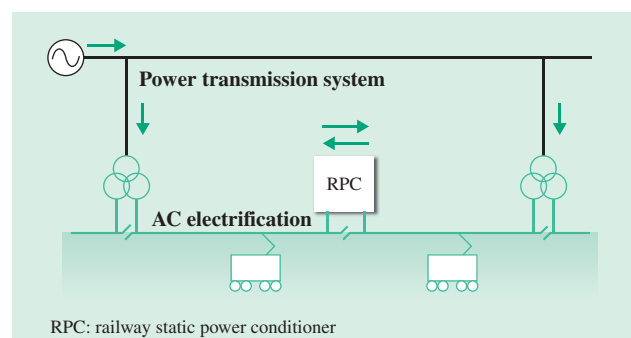 Power transmission system
RPC
AC electrification
RPC: railway static power conditioner